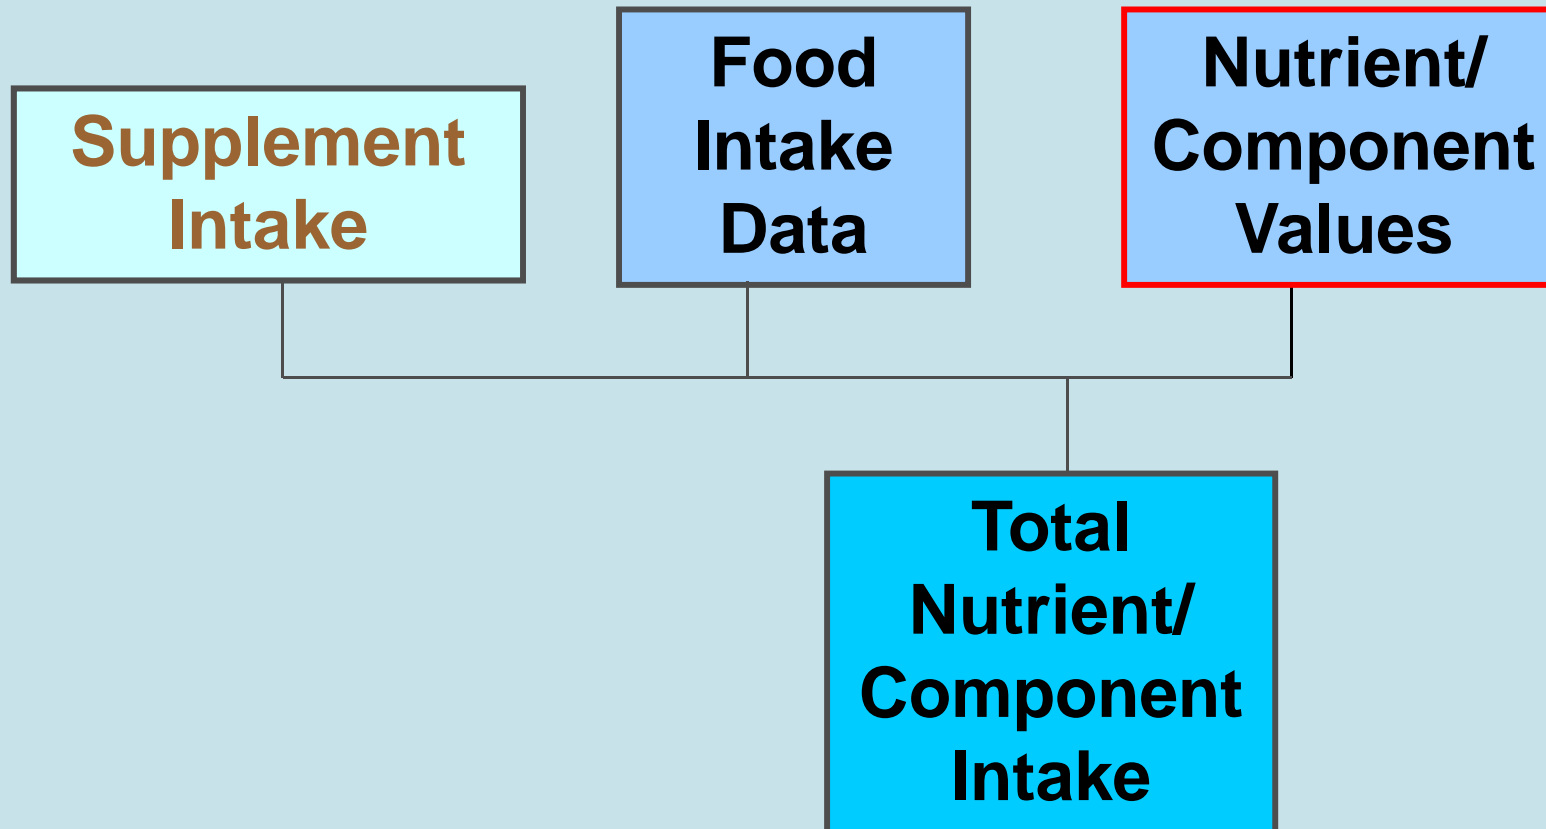 Supplement
Intake
Food
Intake
Data
Nutrient/
Component
Values
Total
Nutrient/
Component
Intake